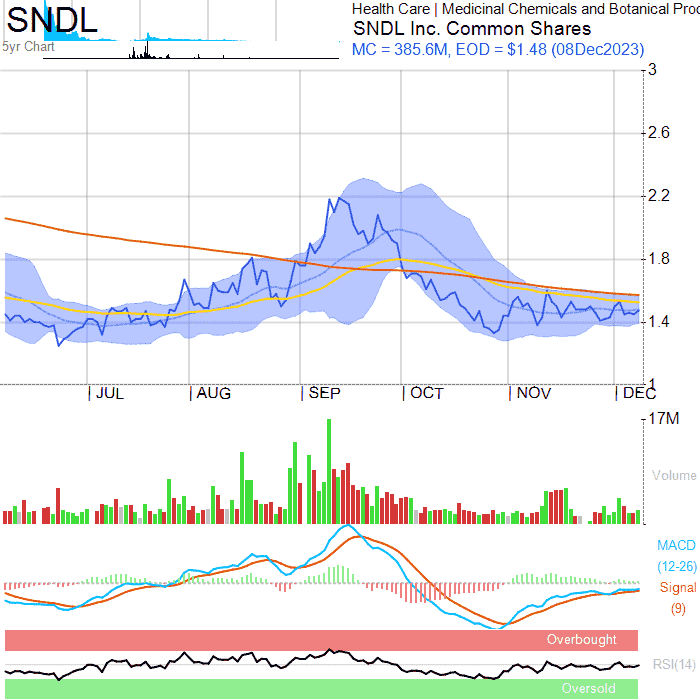 SNDL
5yr Chart
Health Care | Medicinal Chemicals and Botanical Pro
SNDL Inc. Common Shares
MC = 385.6M, EOD = $1.48 (08Dec2023)
3
2.6
2.2
1.8
1.4
1
JUL AUG SEP OCT NOV DEC
17M
Volume
MACD
(12-26)
Signal
(9)
Overbought
RSI(14)
Oversold